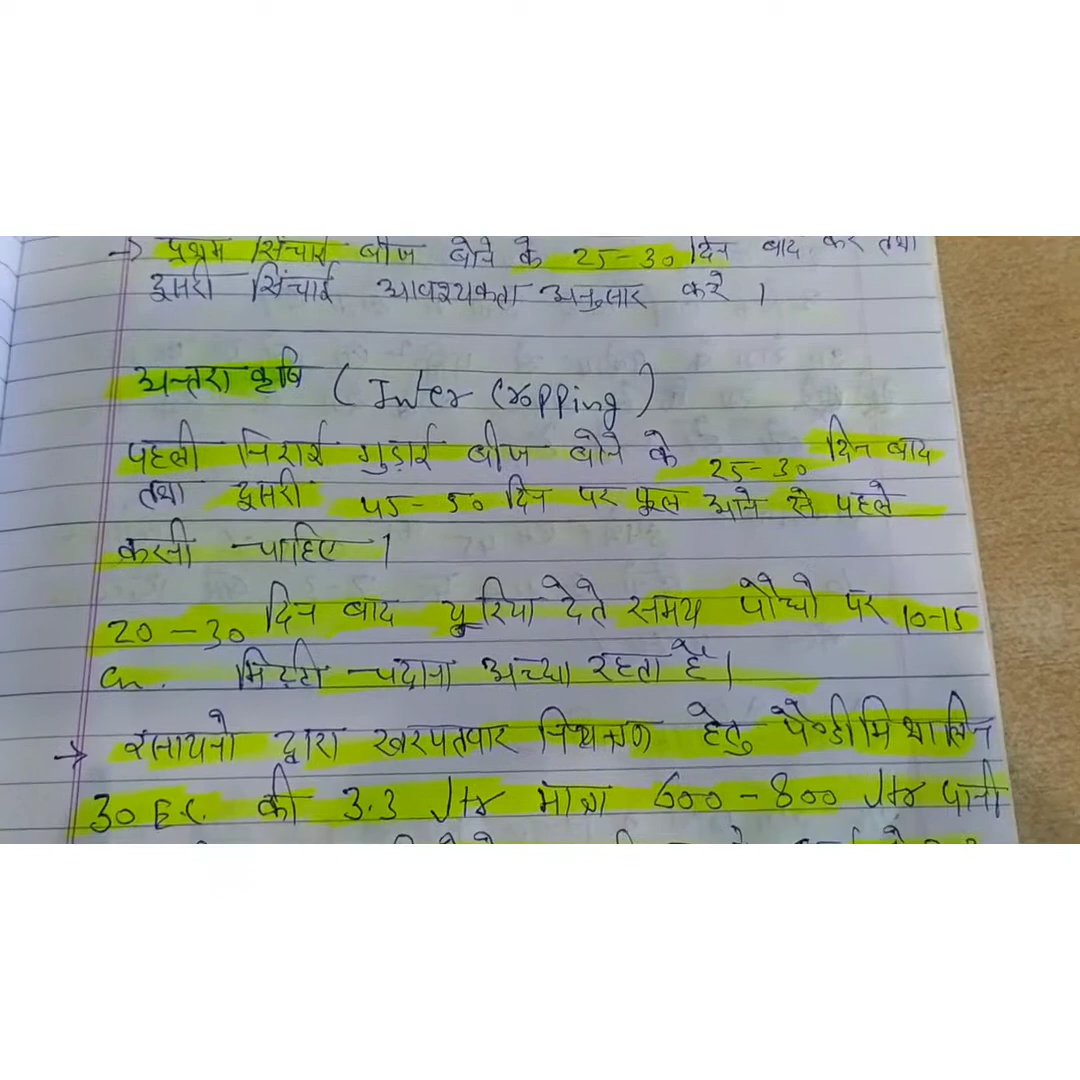 → प्रथम सिंचाई बीज बोने के 25-30 दिन बाद करे तथा
दूसरी सिंचाई आवश्यकता अनुसार करे ।
अन्तरा कृषि (Inter Cropping)
पहली निराई गुड़ाई बीज बोने के 25-30 दिन बाद
तथा दूसरी 45-50 दिन पर फूल आने से पहले
करनी चाहिए ।
20-30 दिन बाद यूरिया देते समय पौधो पर 10-15
cm. मिट्टी चढ़ाना अच्छा रहता है।
→ रसायनो द्वारा खरपतवार नियन्त्रण हेतु पेण्डीमिथालिन
30 E.C. की 3.3 ltr मात्रा 600-800 ltr पानी